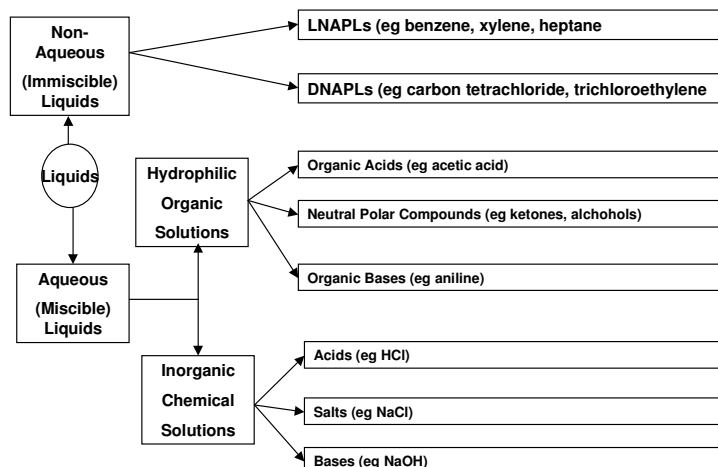 Non-
Aqueous
(Immiscible)
Liquids
LNAPLs (eg benzene, xylene, heptane
DNAPLs (eg carbon tetrachloride, trichloroethylene
Liquids
Hydrophilic
Organic
Solutions
Organic Acids (eg acetic acid)
Neutral Polar Compounds (eg ketones, alchohols)
Organic Bases (eg aniline)
Aqueous
(Miscible)
Liquids
Inorganic
Chemical
Solutions
Acids (eg HCl)
Salts (eg NaCl)
Bases (eg NaOH)